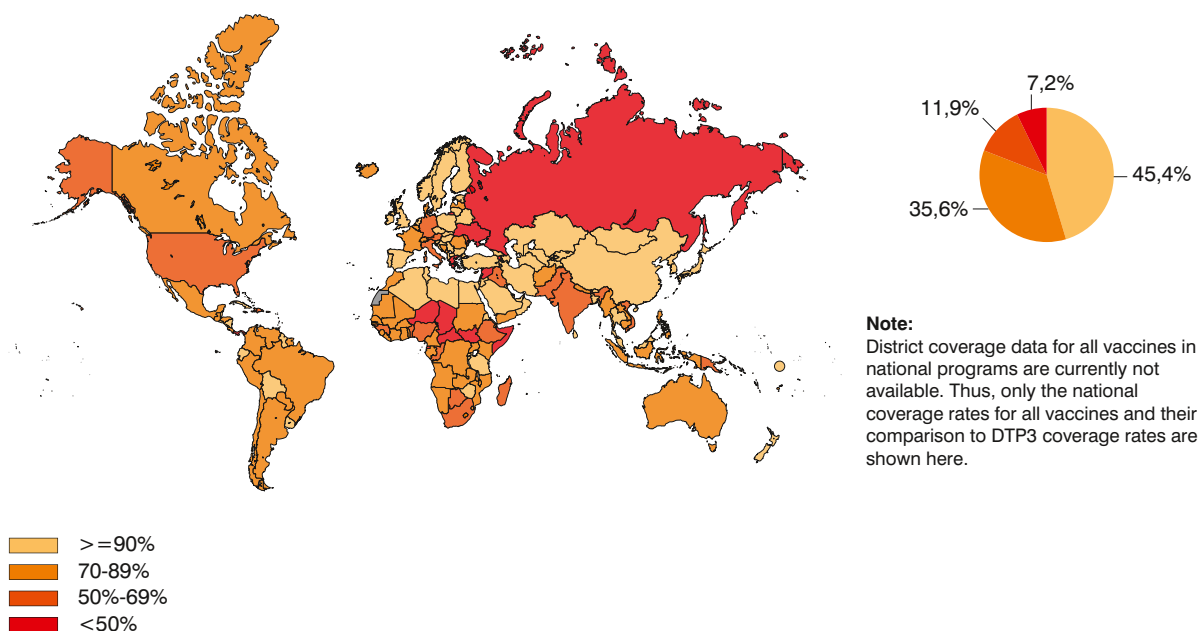 7,2%
11,9%
45,4%
35,6%
Note:
District coverage data for all vaccines in
national programs are currently not
available. Thus, only the national
coverage rates for all vaccines and their
comparison to DTP3 coverage rates are
shown here.
>=90%
70-89%
50%-69%
<50%